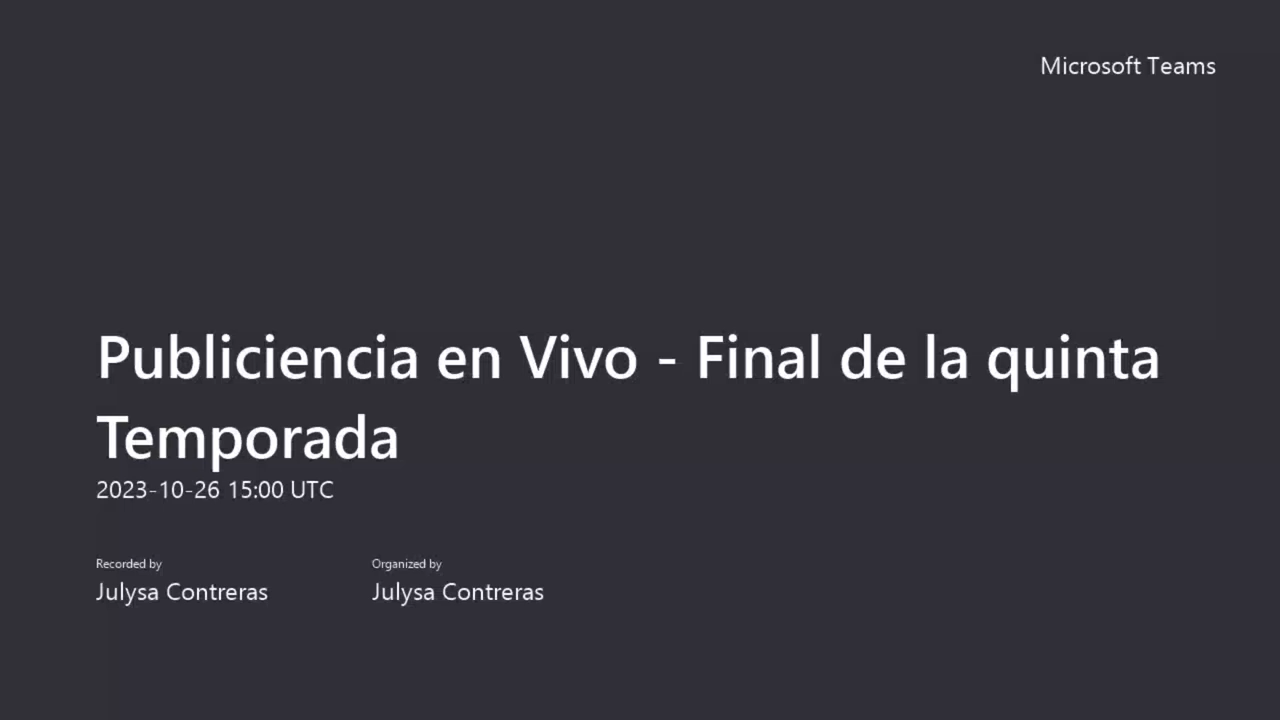 Microsoft Teams
Publiciencia en Vivo - Final de la quinta
Temporada
2023-10-26 15:00 UTC
Recorded by
Julysa Contreras
Organized by
Julysa Contreras